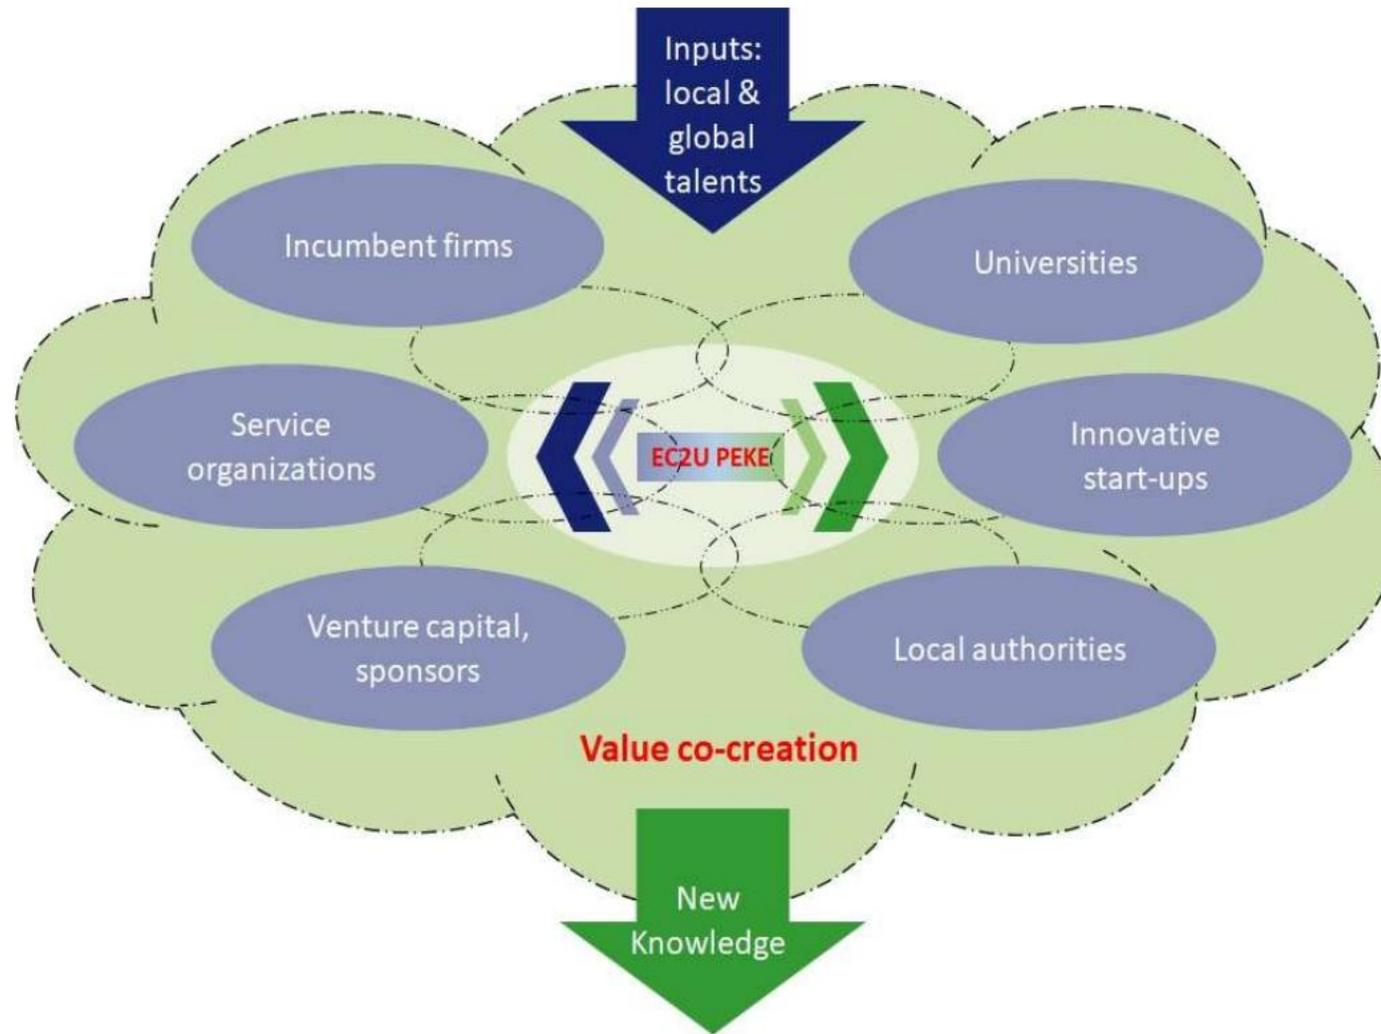 Inputs:
local &
global
talents
Incumbent firms
Universities
Service
organizations
EC2U PEKE
Innovative
start-ups
Venture capital,
sponsors
Local authorities
Value co-creation
New
Knowledge